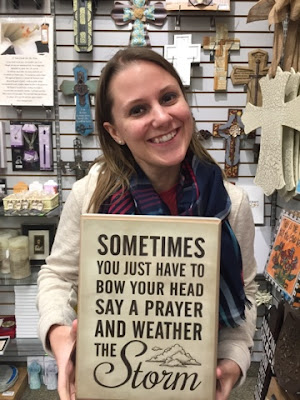 SOMETIMES
YOU JUST HAVE TO
BOW YOUR HEAD
SAY A PRAYER
AND WEATHER
THE Storm